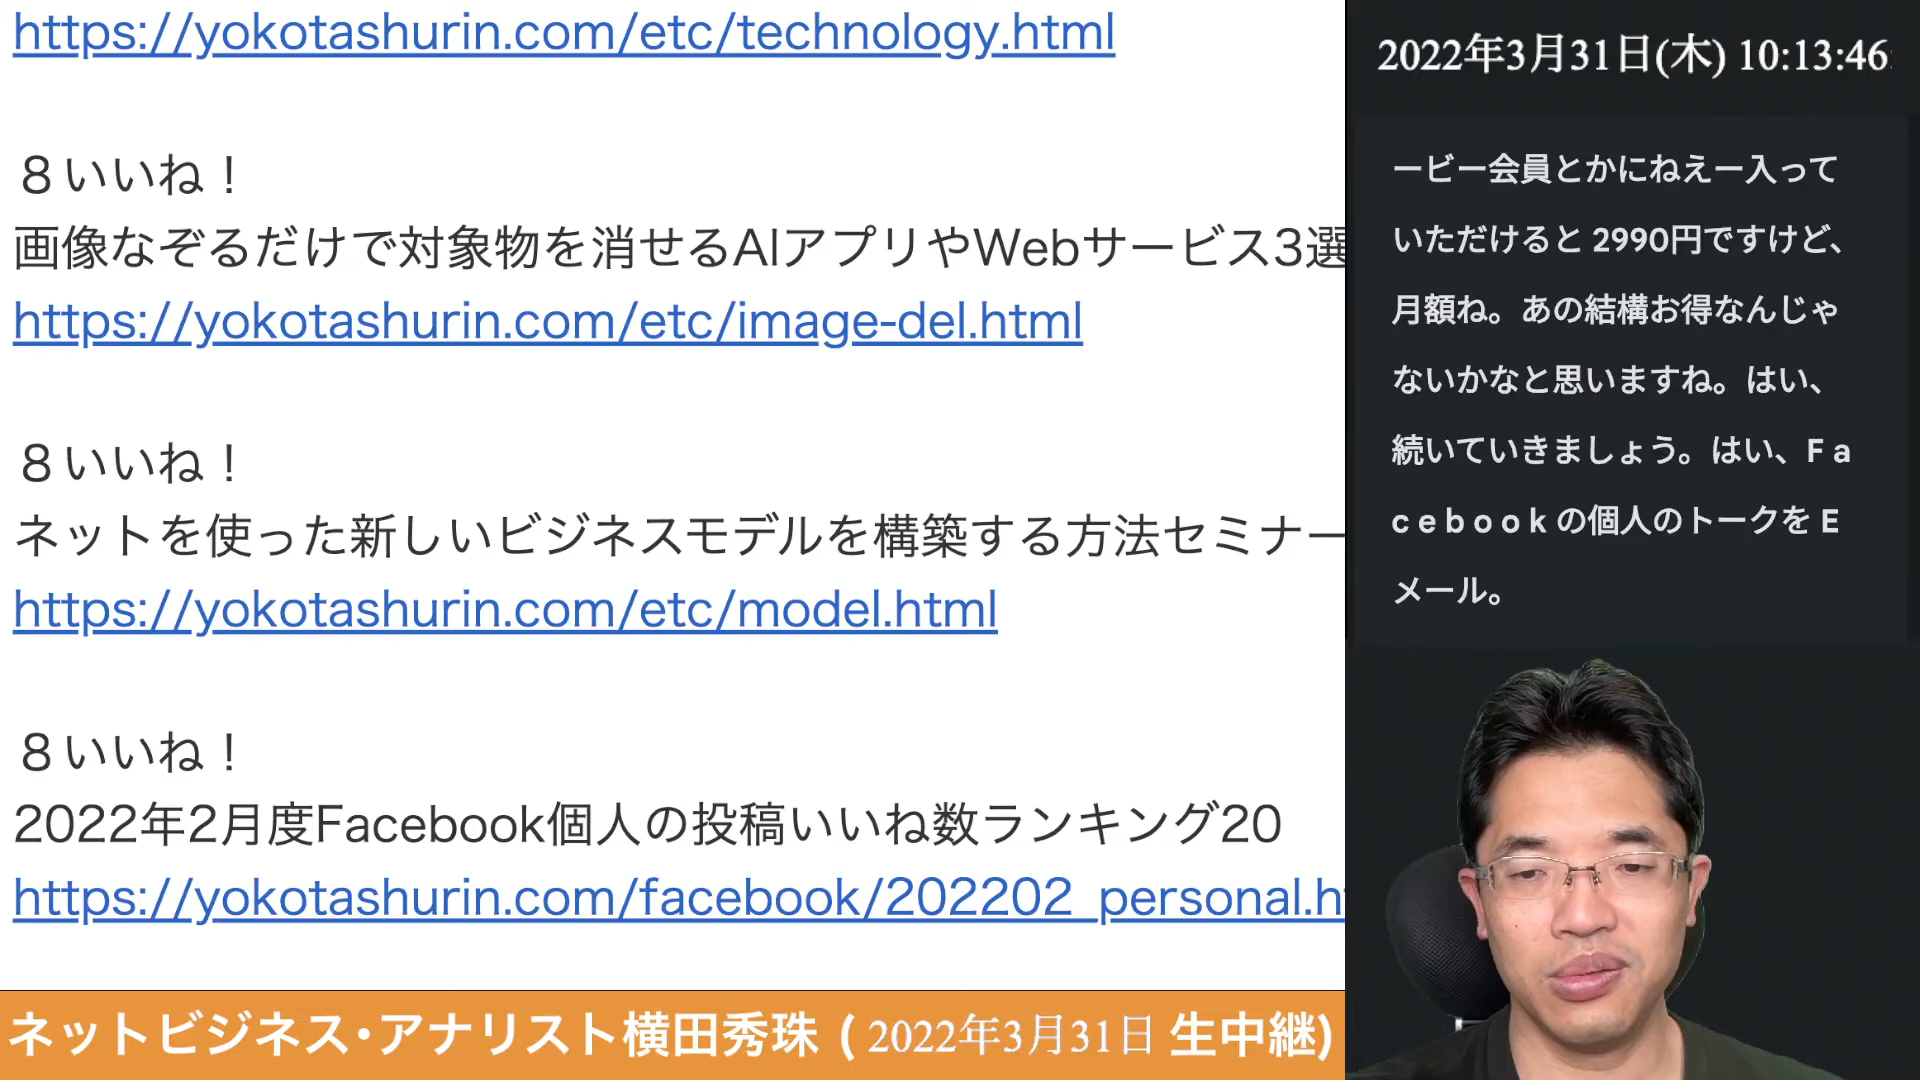 https://yokotashurin.com/etc/technology.html
８いいね！
画像なぞるだけで対象物を消せるAIアプリやWebサービス3選
https://yokotashurin.com/etc/image-del.html
８いいね！
ネットを使った新しいビジネスモデルを構築する方法セミナー
https://yokotashurin.com/etc/model.html
８いいね！
2022年2月度Facebook個人の投稿いいね数ランキング20
https://yokotashurin.com/facebook/202202_personal.h
ネットビジネス・アナリスト横田秀珠 ( 2022年3月31日 生中継)
2022年3月31日(木) 10:13:46
ービー会員とかにねえー入って
いただけると 2990円ですけど、
月額ね。あの結構お得なんじゃ
ないかなと思いますね。はい、
続いていきましょう。はい、F a
c e b o o k の個人のトークを E
メール。